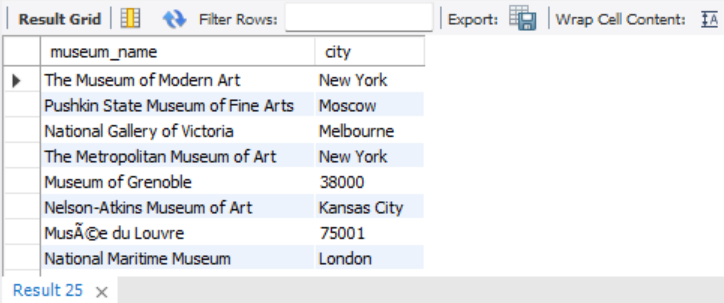 Result Grid Filter Rows: Export: Wrap Cell Content: IA
museum_name city
The Museum of Modern Art New York
Pushkin State Museum of Fine Arts Moscow
National Gallery of Victoria Melbourne
The Metropolitan Museum of Art New York
Museum of Grenoble 38000
Nelson-Atkins Museum of Art Kansas City
MusÃ©e du Louvre 75001
National Maritime Museum London
Result 25 ×